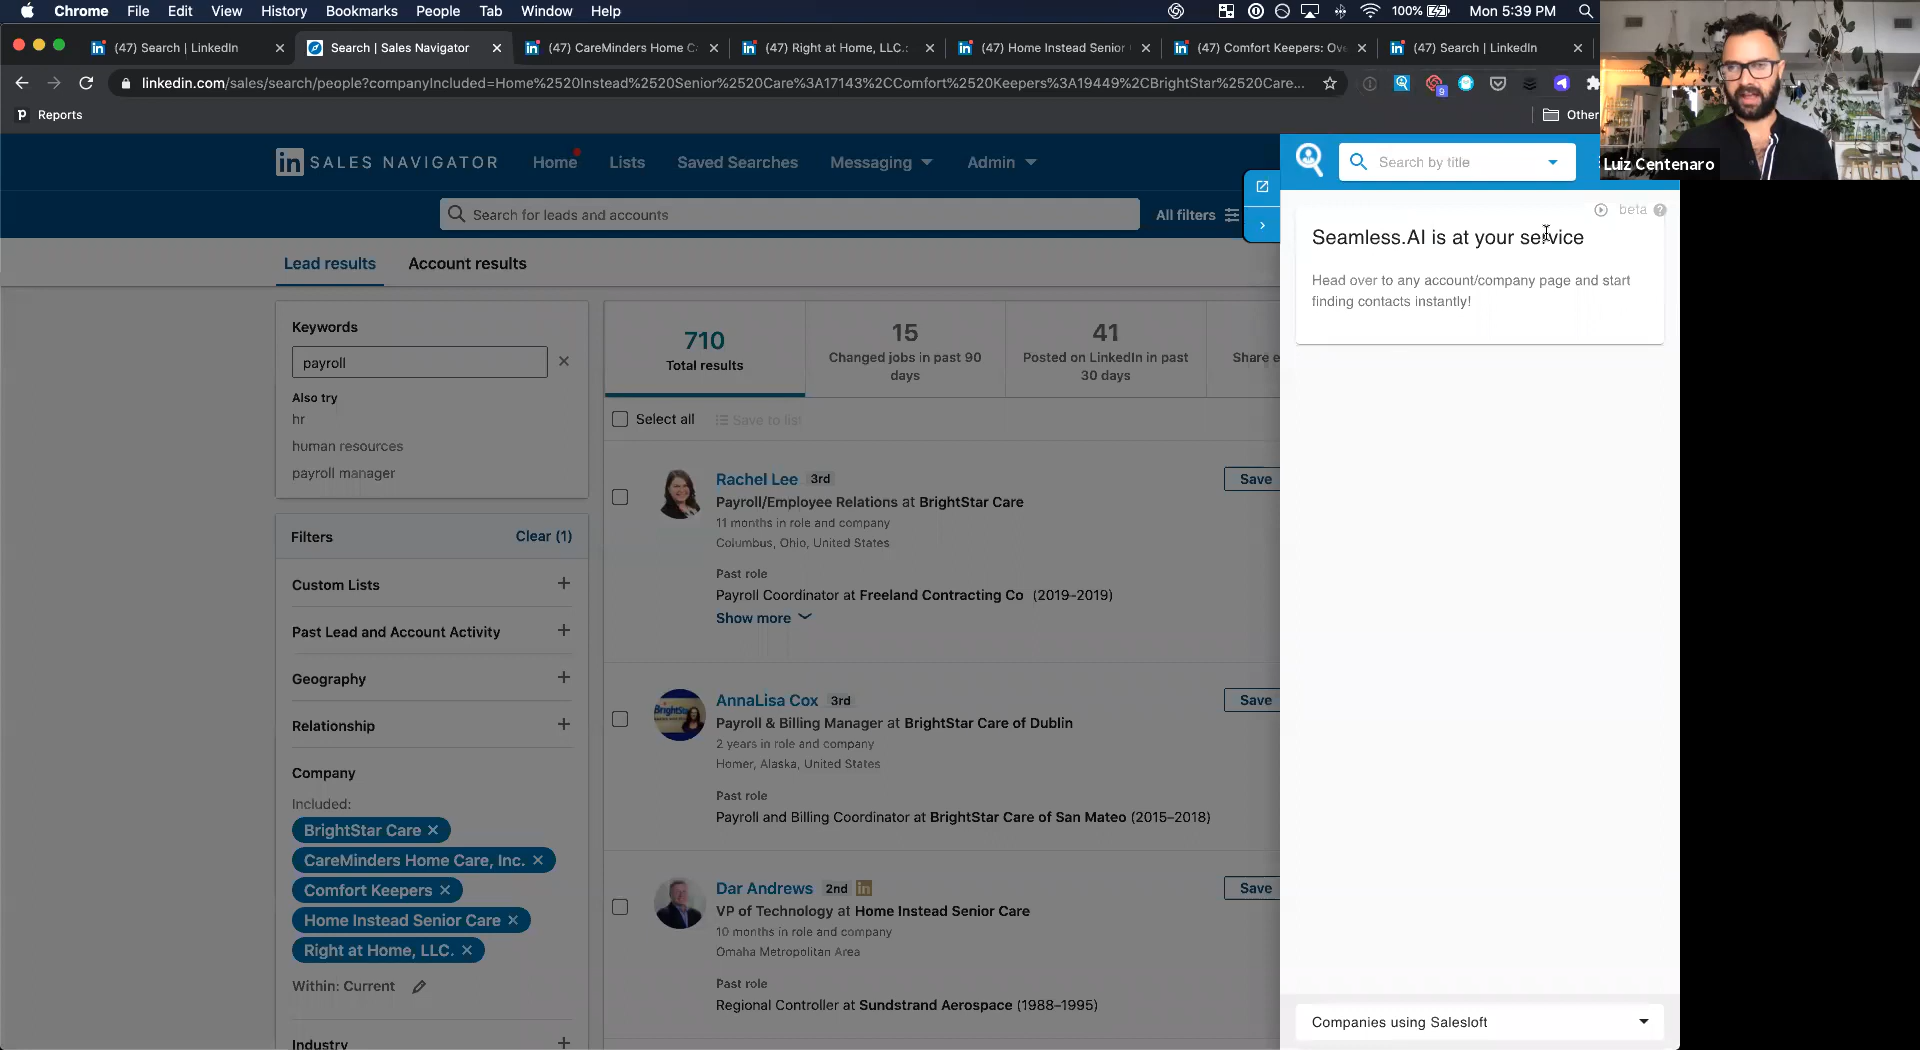 Chrome File Edit View History Bookmarks People Tab Window Help 100% Mon 5:39 PM
(47) Search | LinkedIn
Search | Sales Navigator
(47) CareMinders Home C
(47) Right at Home, LLC.:
(47) Home Instead Senior
(47) Comfort Keepers: Ov
(47) Search | LinkedIn
linkedin.com/sales/search/people?companyIncluded=Home%2520Instead%2520Senior%2520Care%3A17143%2CComfort%2520Keepers%3A19449%2CBrightStar%2520Care...
9
Reports
Other
Luiz Centenaro
in SALES NAVIGATOR
Home Lists Saved Searches Messaging Admin
Search by title
Search for leads and accounts
All filters
beta
Seamless.AI is at your service
Head over to any account/company page and start
finding contacts instantly!
Lead results Account results
Keywords
payroll
Also try
hr
human resources
payroll manager
710
Total results
15
Changed jobs in past 90
days
41
Posted on LinkedIn in past
30 days
Share e
Select all Save to list
Filters Clear (1)
Custom Lists
Past Lead and Account Activity
Geography
Relationship
Company
Included:
BrightStar Care
CareMinders Home Care, Inc.
Comfort Keepers
Home Instead Senior Care
Right at Home, LLC.
Within: Current
Industry
Rachel Lee 3rd
Save
Payroll/Employee Relations at BrightStar Care
11 months in role and company
Columbus, Ohio, United States
Past role
Payroll Coordinator at Freeland Contracting Co (2019–2019)
Show more
AnnaLisa Cox 3rd
Save
Payroll & Billing Manager at BrightStar Care of Dublin
2 years in role and company
Homer, Alaska, United States
Past role
Payroll and Billing Coordinator at BrightStar Care of San Mateo (2015–2018)
Dar Andrews 2nd in
Save
VP of Technology at Home Instead Senior Care
10 months in role and company
Omaha Metropolitan Area
Past role
Regional Controller at Sundstrand Aerospace (1988–1995)
Companies using Salesloft